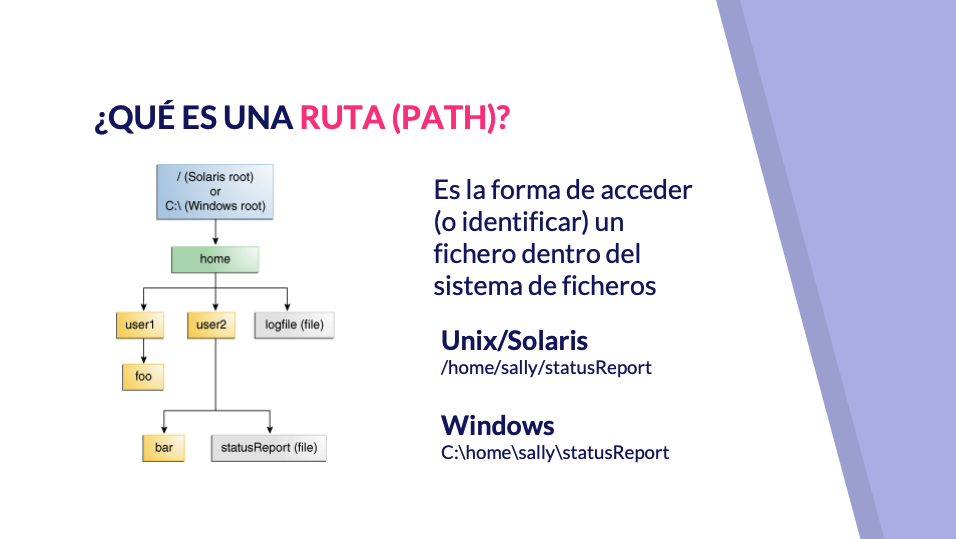 ¿QUÉ ES UNA RUTA (PATH)?
/ (Solaris root)
or
C:\ (Windows root)
home
user1
user2
logfile (file)
foo
bar
statusReport (file)
Es la forma de acceder
(o identificar) un
fichero dentro del
sistema de ficheros
Unix/Solaris
/home/sally/statusReport
Windows
C:\home\sally\statusReport